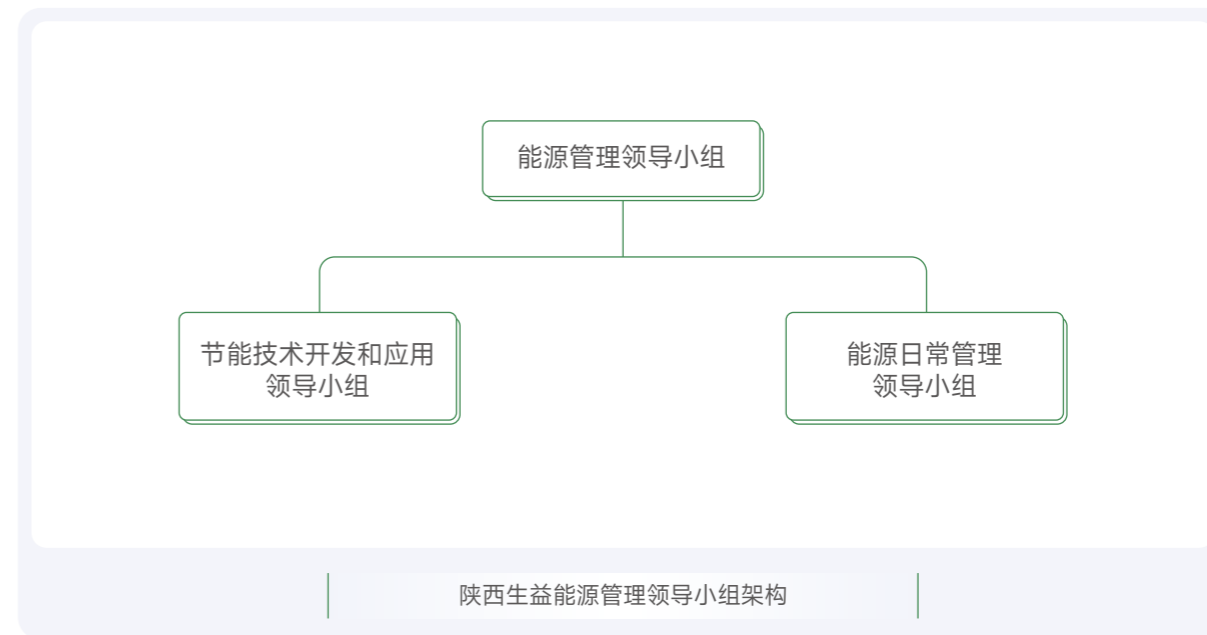 能源管理领导小组
节能技术开发和应用
领导小组
能源日常管理
领导小组
陕西生益能源管理领导小组架构